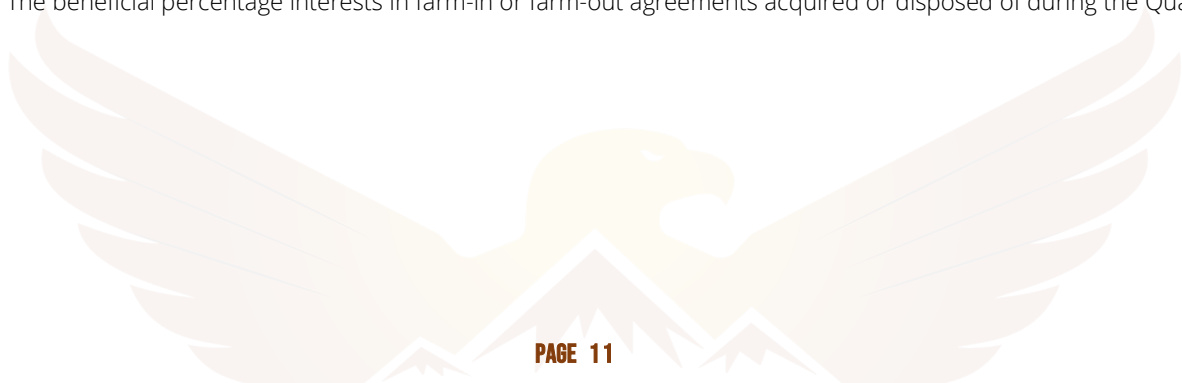 The beneficial percentage interests in farm-in or farm-out agreements acquired or disposed of during the
PAGE 11